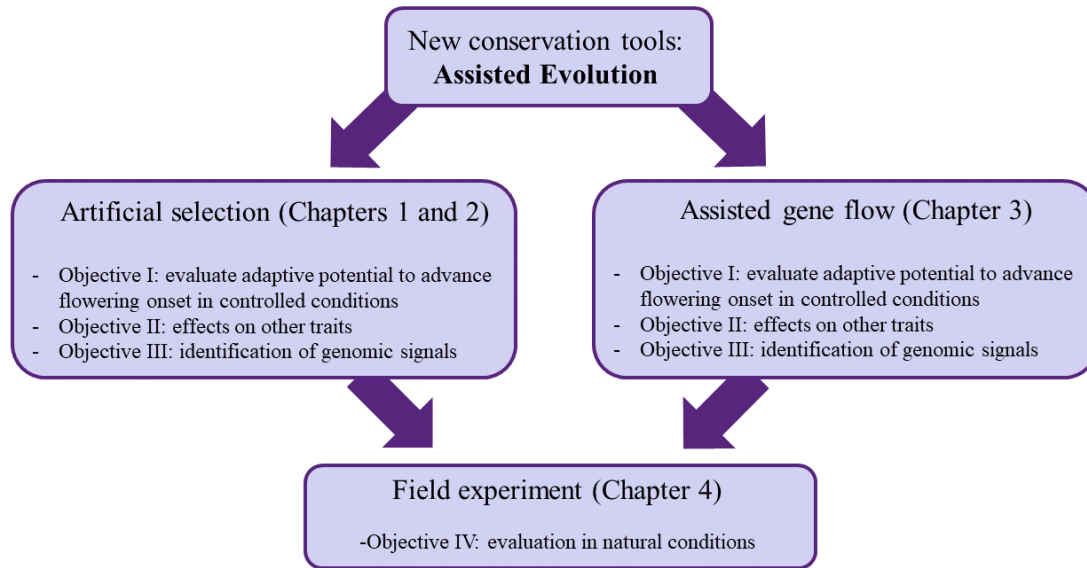 New conservation tools:
Assisted Evolution
Artificial selection (Chapters 1 and 2)
- Objective I: evaluate adaptive potential to advance
flowering onset in controlled conditions
- Objective II: effects on other traits
- Objective III: identification of genomic signals
Assisted gene flow (Chapter 3)
- Objective I: evaluate adaptive potential to advance
flowering onset in controlled conditions
- Objective II: effects on other traits
- Objective III: identification of genomic signals
Field experiment (Chapter 4)
-Objective IV: evaluation in natural conditions